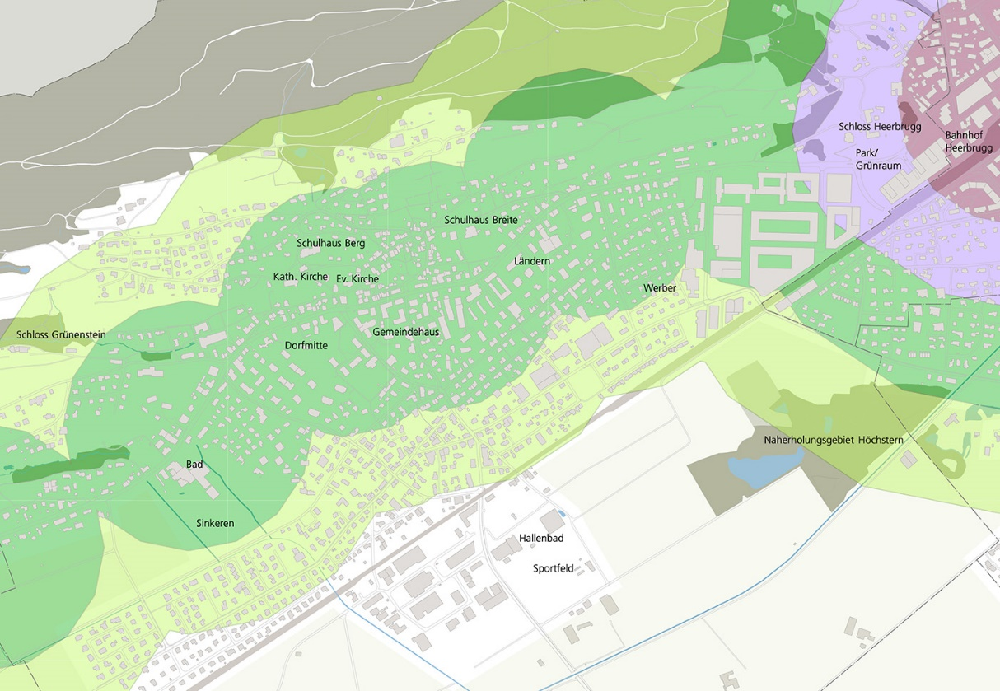 Schloss Heerbrugg
Bahnhof
Heerbrugg
Park/
Grünraum
Schulhaus Breite
Schulhaus Berg
Ländern
Kath. Kirche
Ev. Kirche
Werber
Schloss Grünenstein
Gemeindehaus
Dorfmitte
Naherholungsgebiet Höchstern
Bad
Sinkeren
Hallenbad
Sportfeld